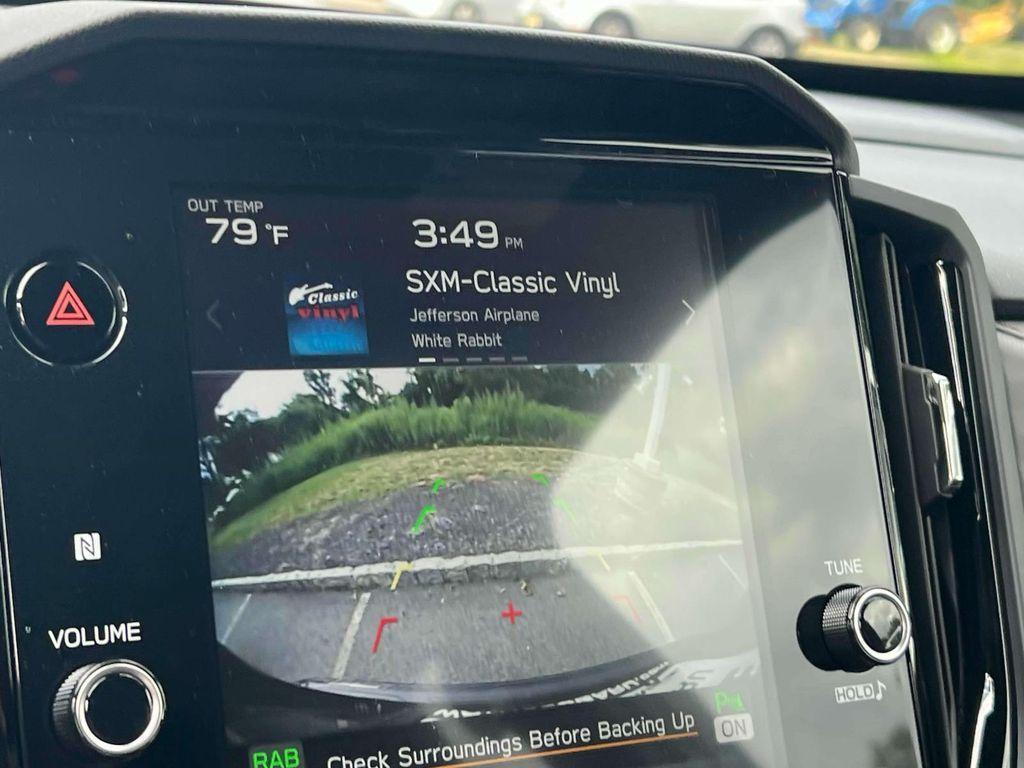 OUT TEMP
79 °F
3:49 PM
SXM-Classic Vinyl
Classic
vinyl
Jefferson Airplane
White Rabbit
N
VOLUME
TUNE
HOLD
RAB
Check Surroundings Before Backing Up
ON